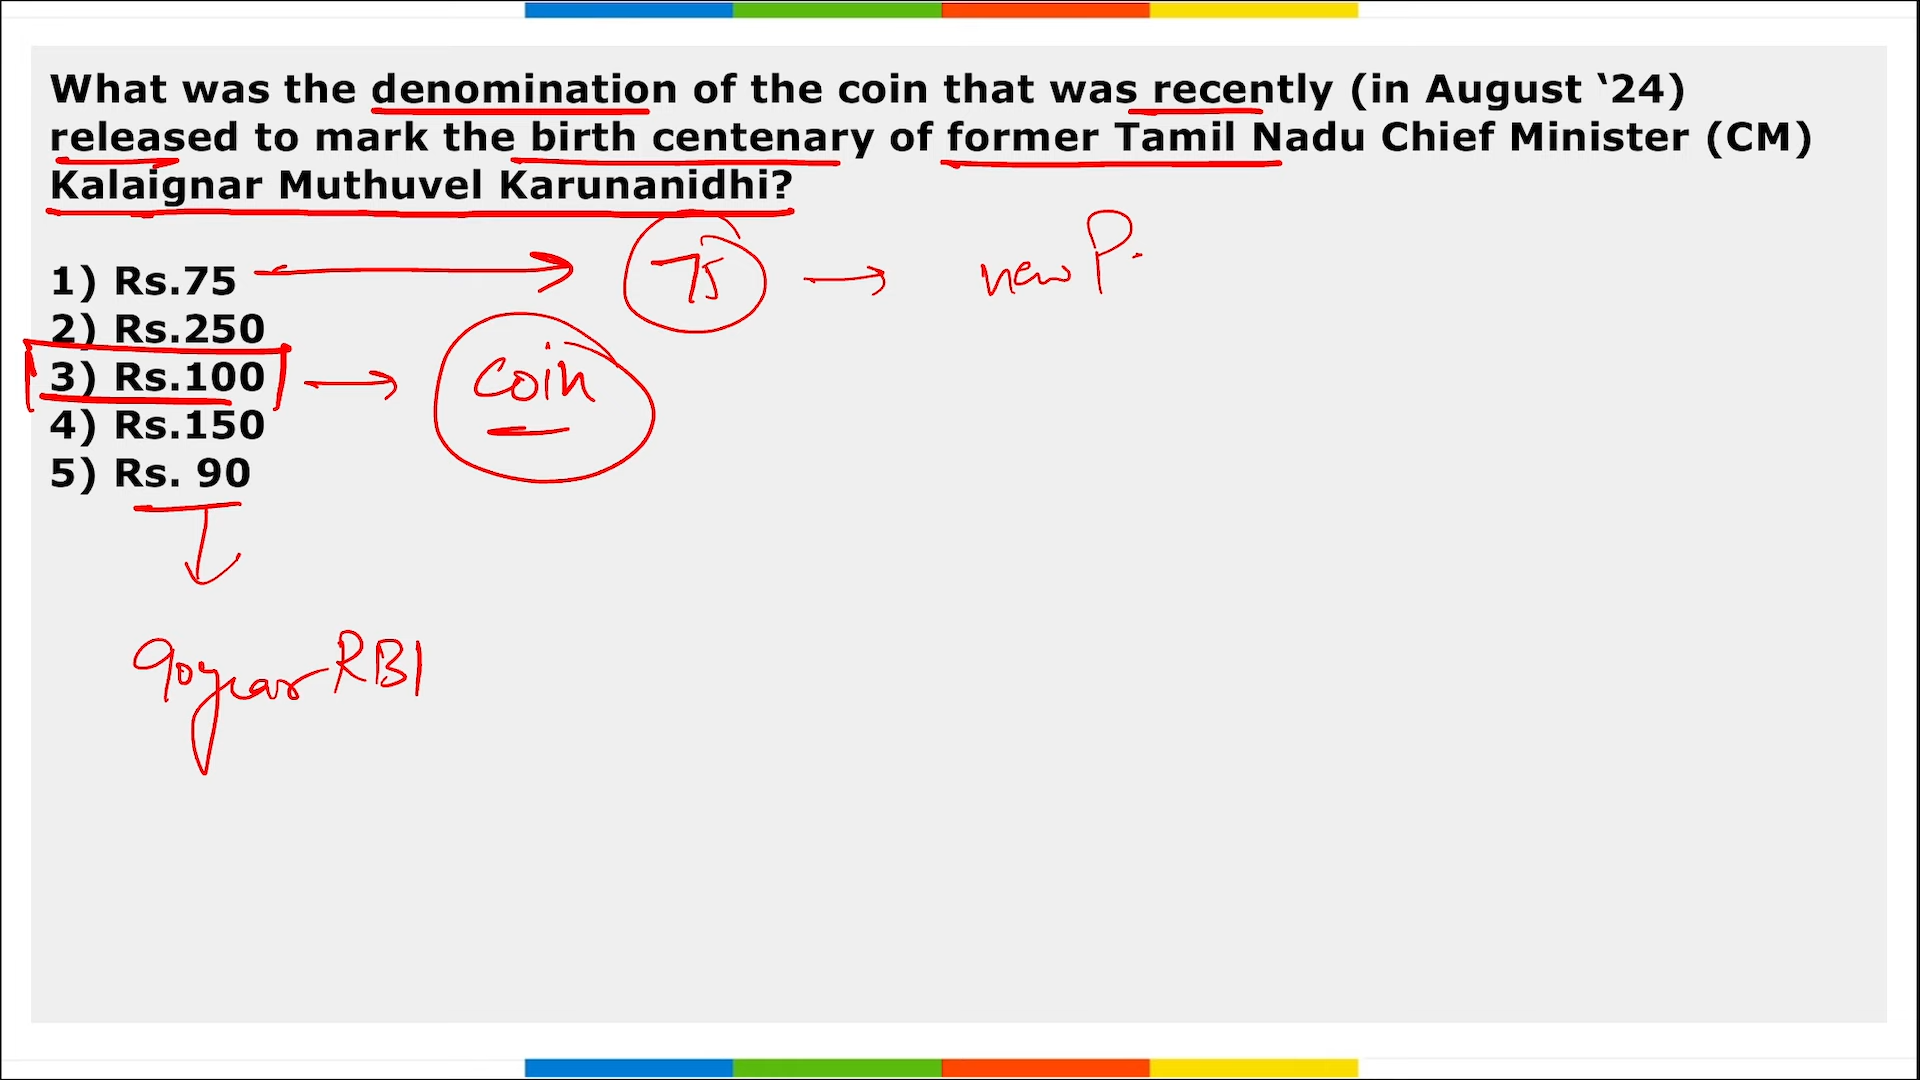 What was the denomination of the coin that was recently (in August ‘24)
released to mark the birth centenary of former Tamil Nadu Chief Minister (CM)
Kalaignar Muthuvel Karunanidhi?
1) Rs.75
75
new P.
2) Rs.250
3) Rs.100
coin
4) Rs.150
5) Rs. 90
90 year RBI